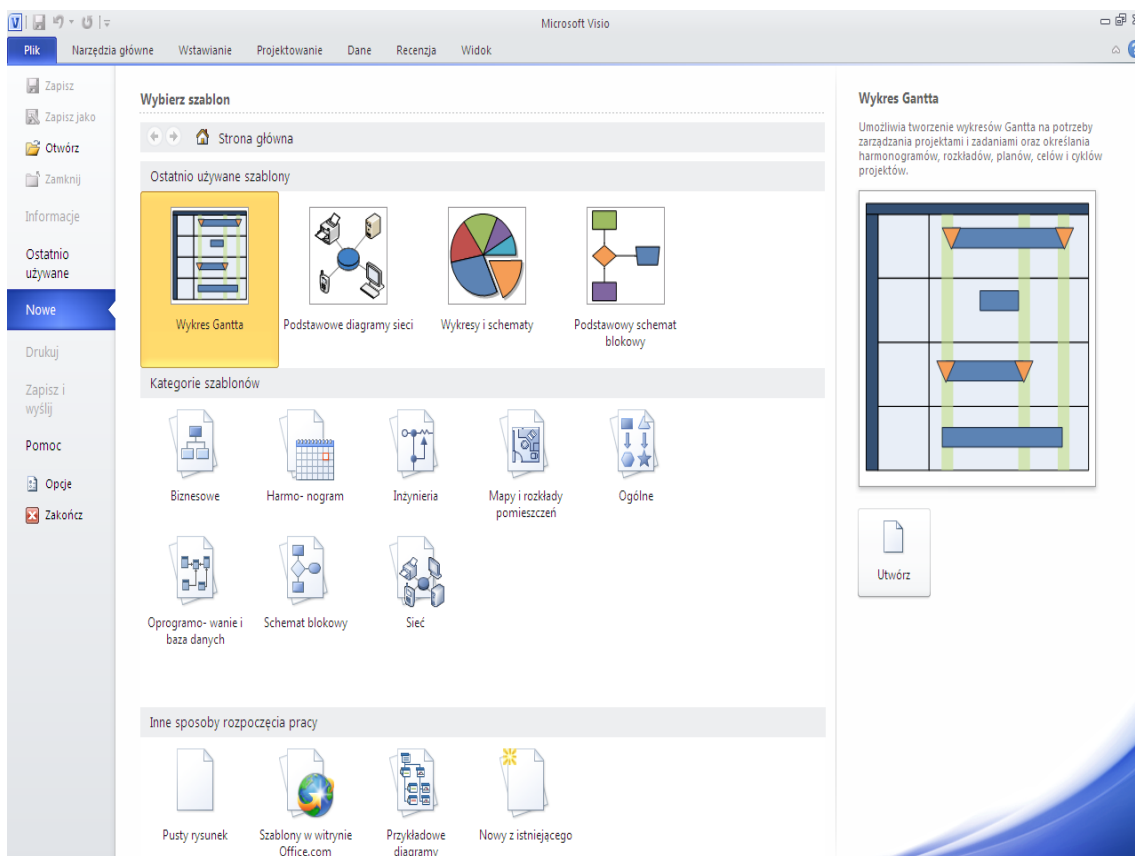 Microsoft Visio
Plik Narzędzia główne Wstawianie Projektowanie Dane Recenzja Widok
Zapisz
Zapisz jako
Otwórz
Zamknij
Informacje
Ostatnio
używane
Nowe
Drukuj
Zapisz i
wyślij
Pomoc
Opcje
Zakończ
Wybierz szablon
Strona główna
Ostatnio używane szablony
Wykres Gantta
Podstawowe diagramy sieci
Wykresy i schematy
Podstawowy schemat
blokowy
Kategorie szablonów
Biznesowe
Harmo- nogram
Inżynieria
Mapy i rozkłady
pomieszczeń
Ogólne
Oprogramo- wanie i
baza danych
Schemat blokowy
Sieć
Inne sposoby rozpoczęcia pracy
Pusty rysunek
Szablony w witrynie
Office.com
Przykładowe
diagramy
Nowy z istniejącego
Wykres Gantta
Umożliwia tworzenie wykresów Gantta na potrzeby
zarządzania projektami i zadaniami oraz określania
harmonogramów, rozkładów, planów, celów i cyklów
projektów.
Utwórz